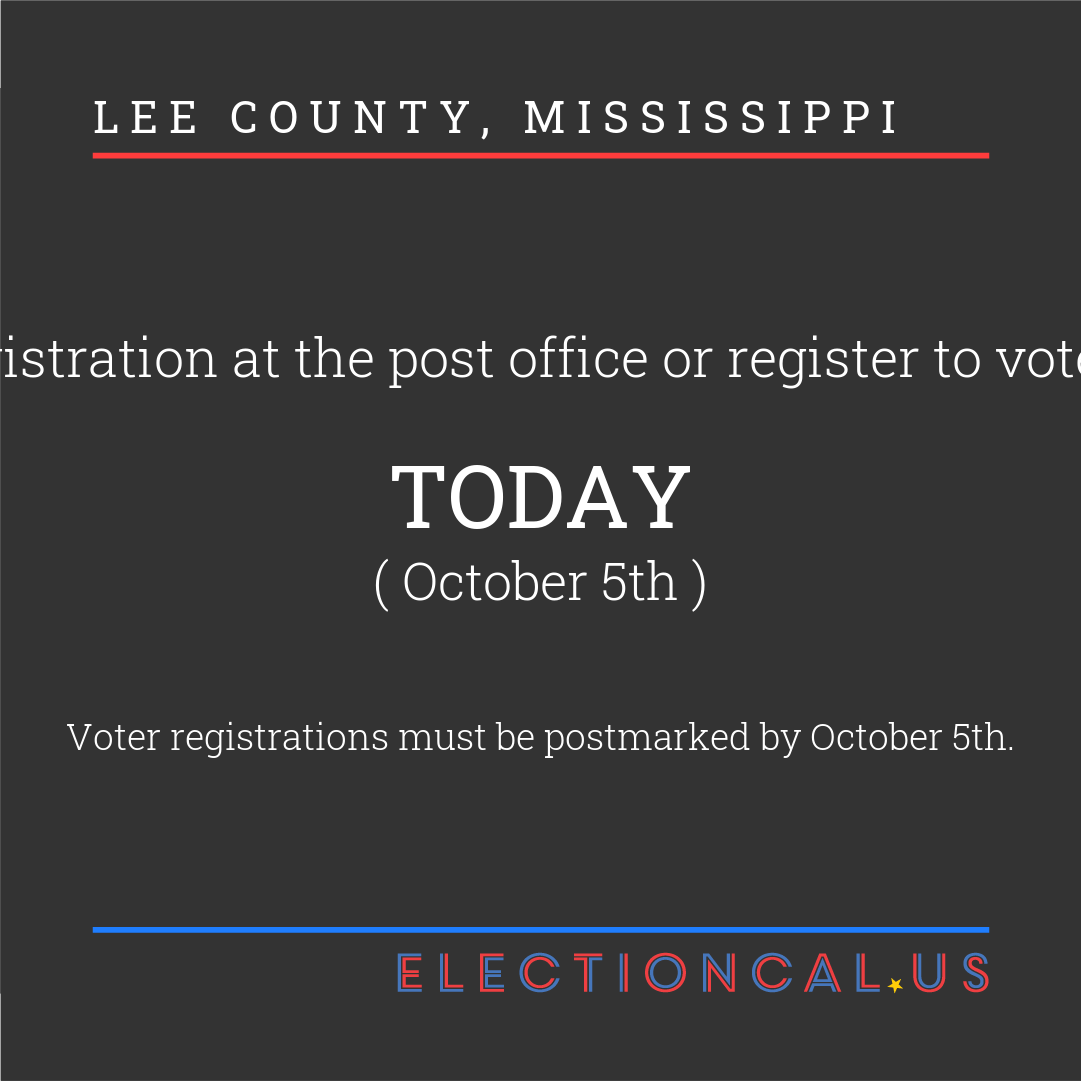 LEE COUNTY, MISSISSIPPI
istration at the post office or register to vote
TODAY
( October 5th )
Voter registrations must be postmarked by October 5th.
ELECTIONCAL.US